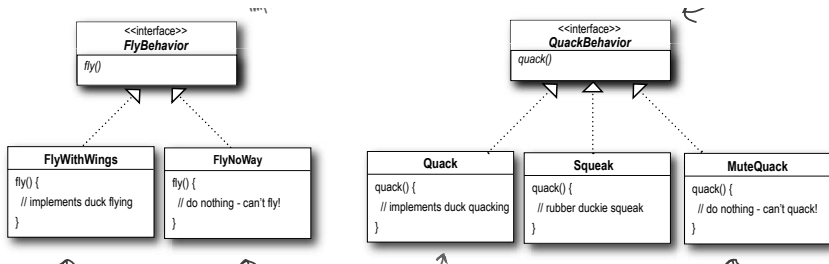 <<interface>>
FlyBehavior
fly()
<<interface>>
QuackBehavior
quack()
FlyWithWings
fly() {
// implements duck flying
}
FlyNoWay
fly() {
// do nothing - can't fly!
}
Quack
quack() {
// implements duck quacking
}
Squeak
quack() {
// rubber duckie squeak
}
MuteQuack
quack() {
// do nothing - can't quack!
}